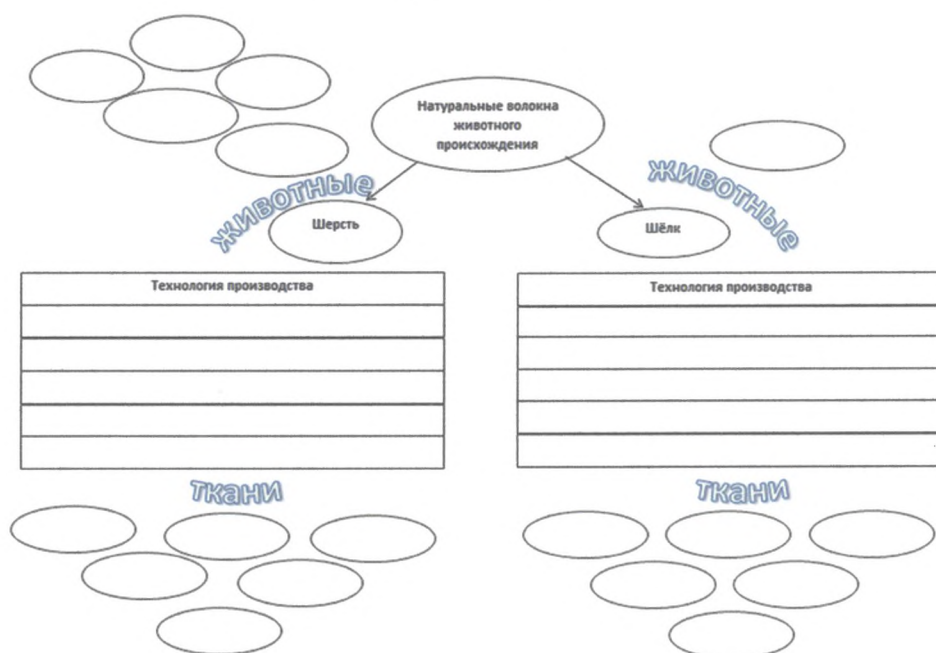 Натуральные волокна
животного
происхождения
животные
животные
Шерсть
Шёлк
Технология производства
Технология производства
ткани
ткани